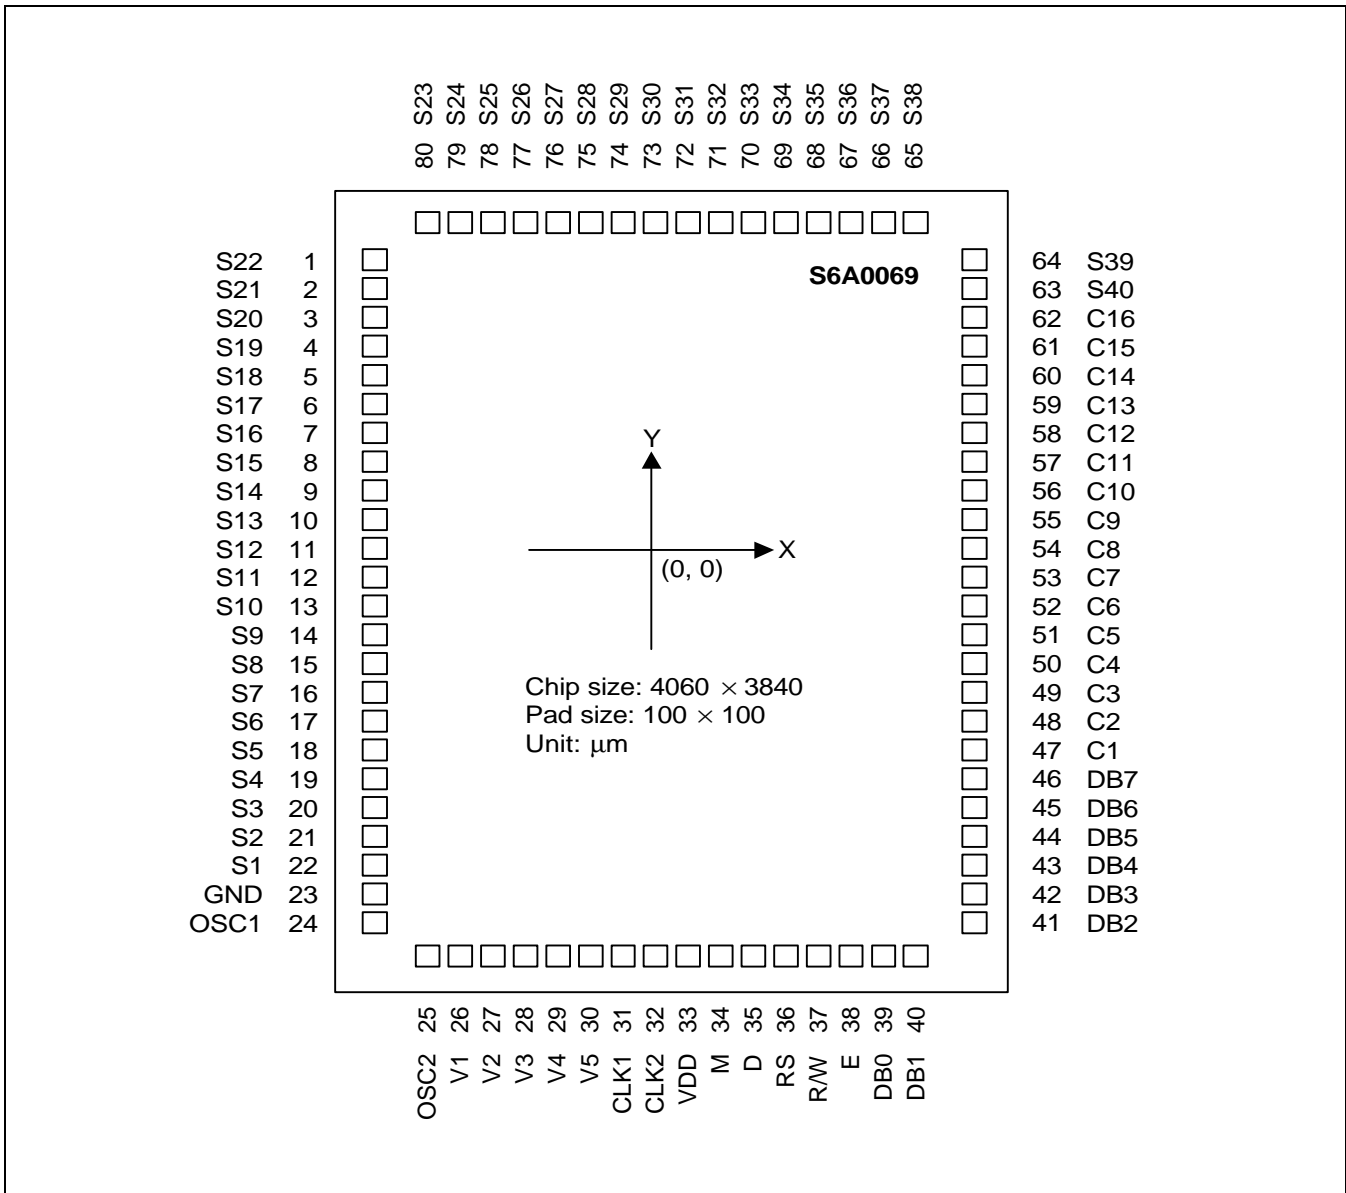 80 S23
79 S24
78 S25
77 S26
76 S27
75 S28
74 S29
73 S30
72 S31
71 S32
70 S33
69 S34
68 S35
67 S36
66 S37
65 S38
S22 1
S21 2
S20 3
S19 4
S18 5
S17 6
S16 7
S15 8
S14 9
S13 10
S12 11
S11 12
S10 13
S9 14
S8 15
S7 16
S6 17
S5 18
S4 19
S3 20
S2 21
S1 22
GND 23
OSC1 24
S6A0069
Y
X
(0, 0)
Chip size: 4060 × 3840
Pad size: 100 × 100
Unit: μm
64 S39
63 S40
62 C16
61 C15
60 C14
59 C13
58 C12
57 C11
56 C10
55 C9
54 C8
53 C7
52 C6
51 C5
50 C4
49 C3
48 C2
47 C1
46 DB7
45 DB6
44 DB5
43 DB4
42 DB3
41 DB2
OSC2 25
V1 26
V2 27
V3 28
V4 29
V5 30
CLK1 31
CLK2 32
VDD 33
M 34
D 35
RS 36
R/W 37
E 38
DB0 39
DB1 40